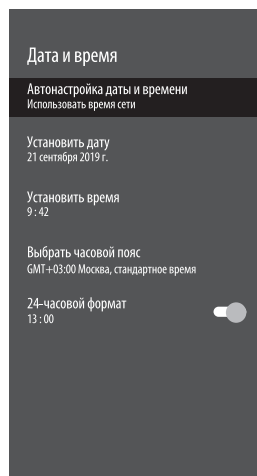 Дата и время
Автонастройка даты и времени
Использовать время сети
Установить дату
21 сентября 2019 г.
Установить время
9 : 42
Выбрать часовой пояс
GMT+03:00 Москва, стандартное время
24-часовой формат
13 : 00